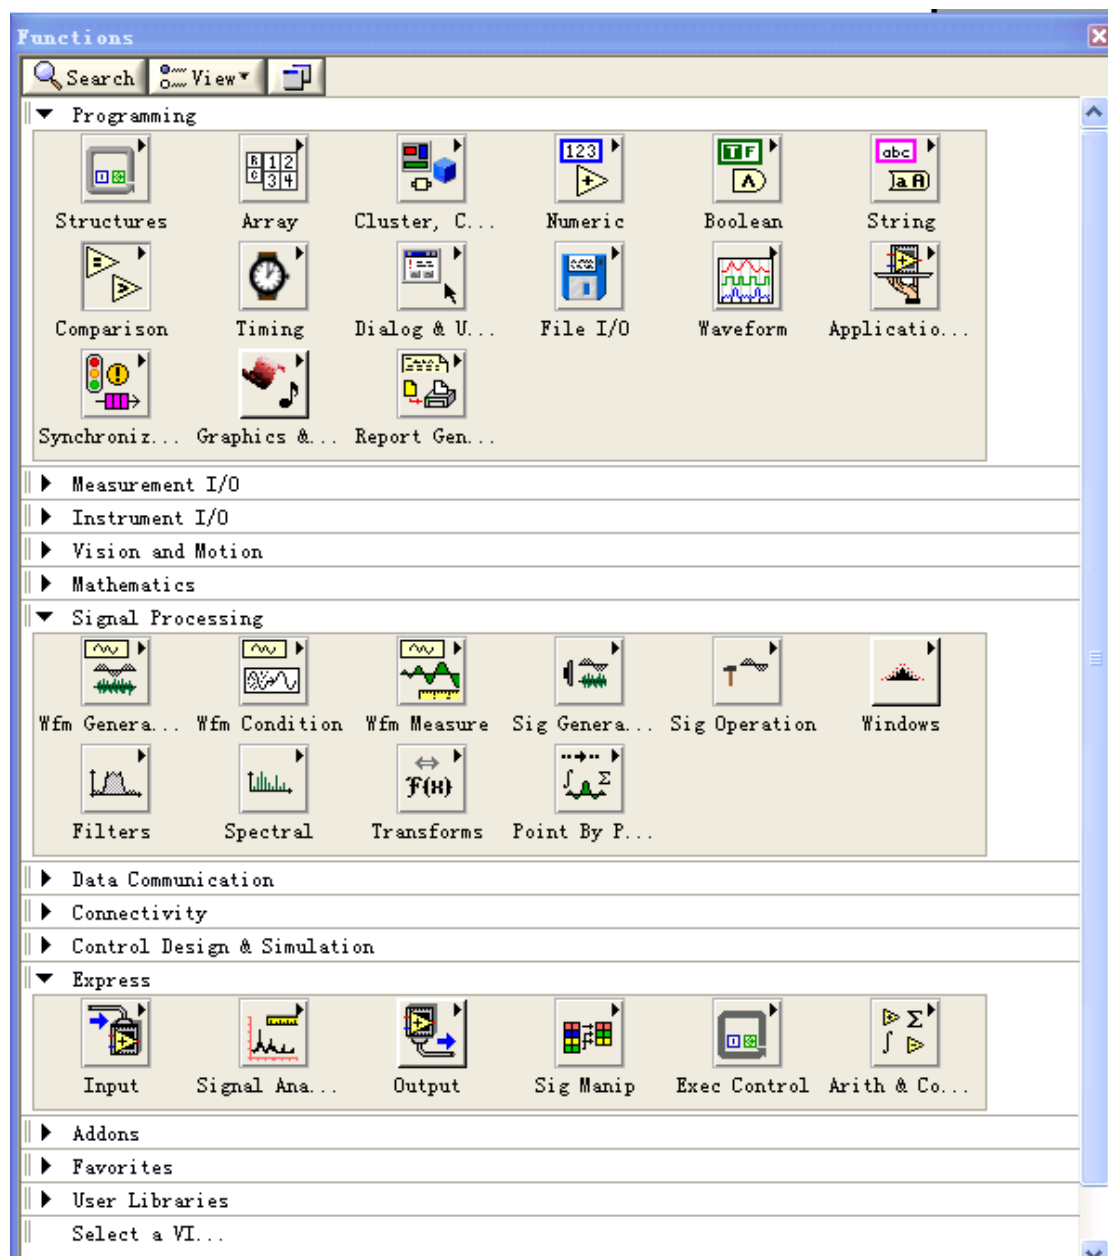 Functions
Search View
Programming
Structures Array Cluster, C... Numeric Boolean String
Comparison Timing Dialog & U... File I/O Waveform Applicatio...
Synchroniz... Graphics &... Report Gen...
Measurement I/O
Instrument I/O
Vision and Motion
Mathematics
Signal Processing
Wfm Genera... Wfm Condition Wfm Measure Sig Genera... Sig Operation Windows
Filters Spectral Transforms Point By P...
Data Communication
Connectivity
Control Design & Simulation
Express
Input Signal Ana... Output Sig Manip Exec Control Arith & Co...
Addons
Favorites
User Libraries
Select a VI...